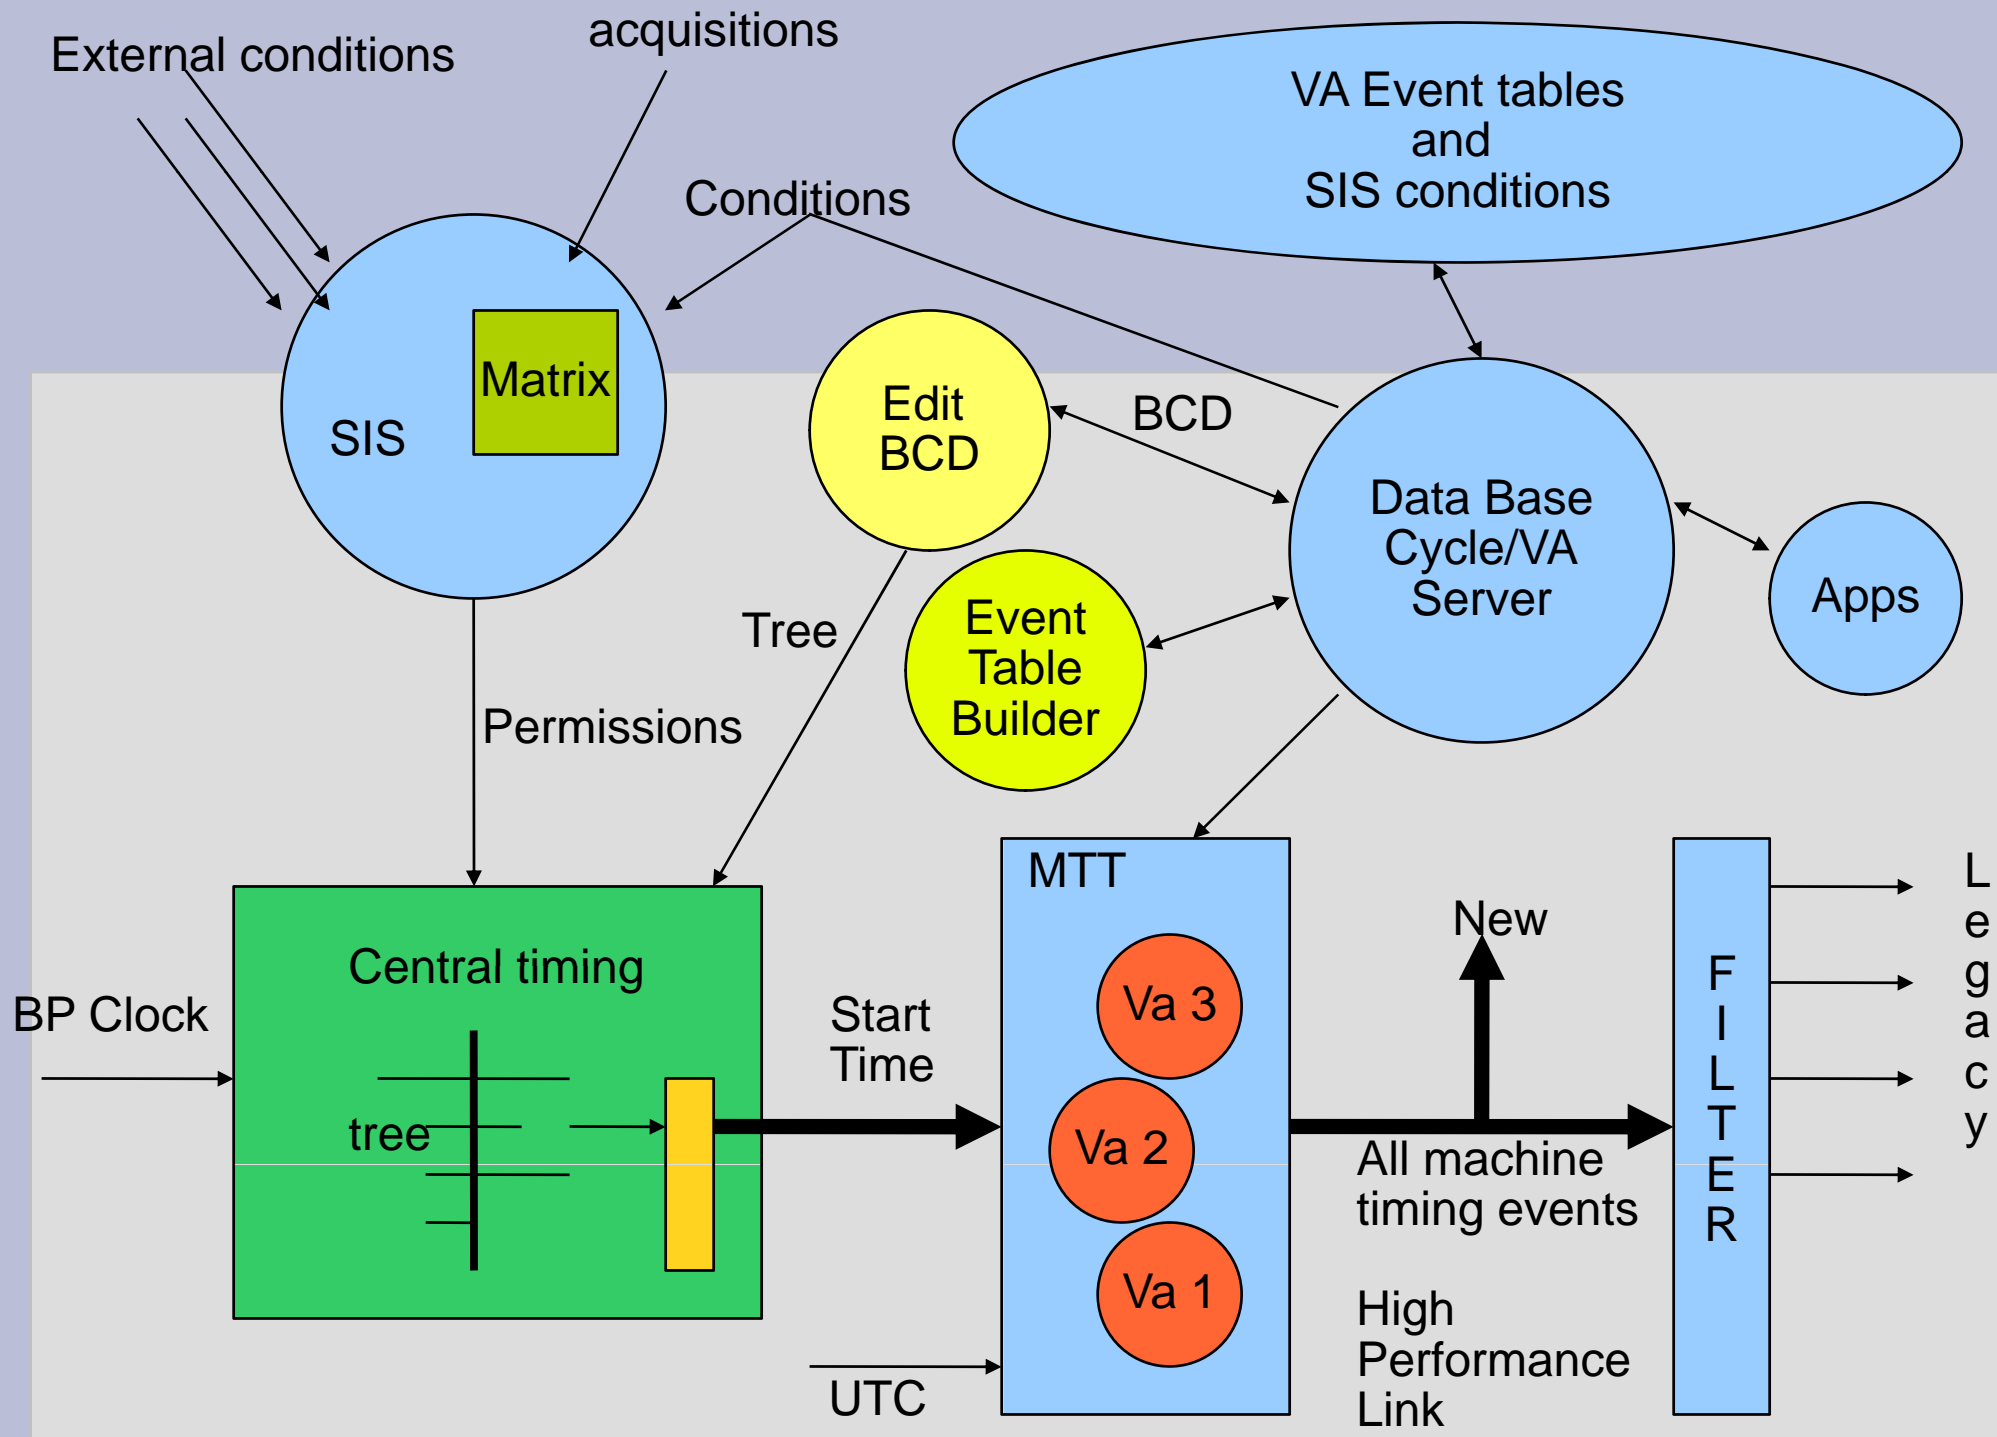 External conditions
acquisitions
VA Event tables
and
SIS conditions
Conditions
Matrix
SIS
Edit
BCD
BCD
Data Base
Cycle/VA
Server
Apps
Event
Table
Builder
Tree
Permissions
MTT
New
Central timing
BP Clock
tree
Start
Time
Va 3
Va 2
Va 1
UTC
All machine
timing events
High
Performance
Link
F
I
L
T
E
R
L
e
g
a
c
y